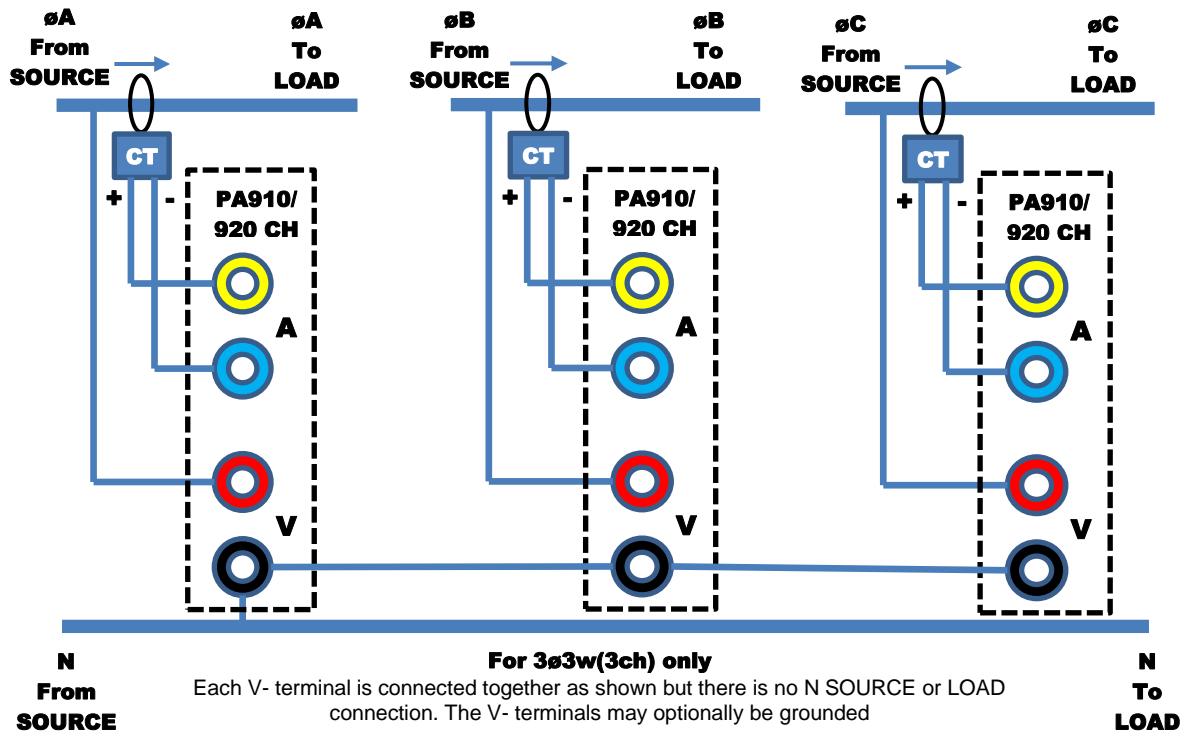 øA
From
SOURCE
øA
To
LOAD
øB
From
SOURCE
øB
To
LOAD
øC
From
SOURCE
øC
To
LOAD
CT
+ -
PA910/
920 CH
A
V
CT
+ -
PA910/
920 CH
A
V
CT
+ -
PA910/
920 CH
A
V
N
From
SOURCE
For 3ø3w(3ch) only
Each V- terminal is connected together as shown but there is no N SOURCE or LOAD
connection. The V- terminals may optionally be grounded
N
To
LOAD